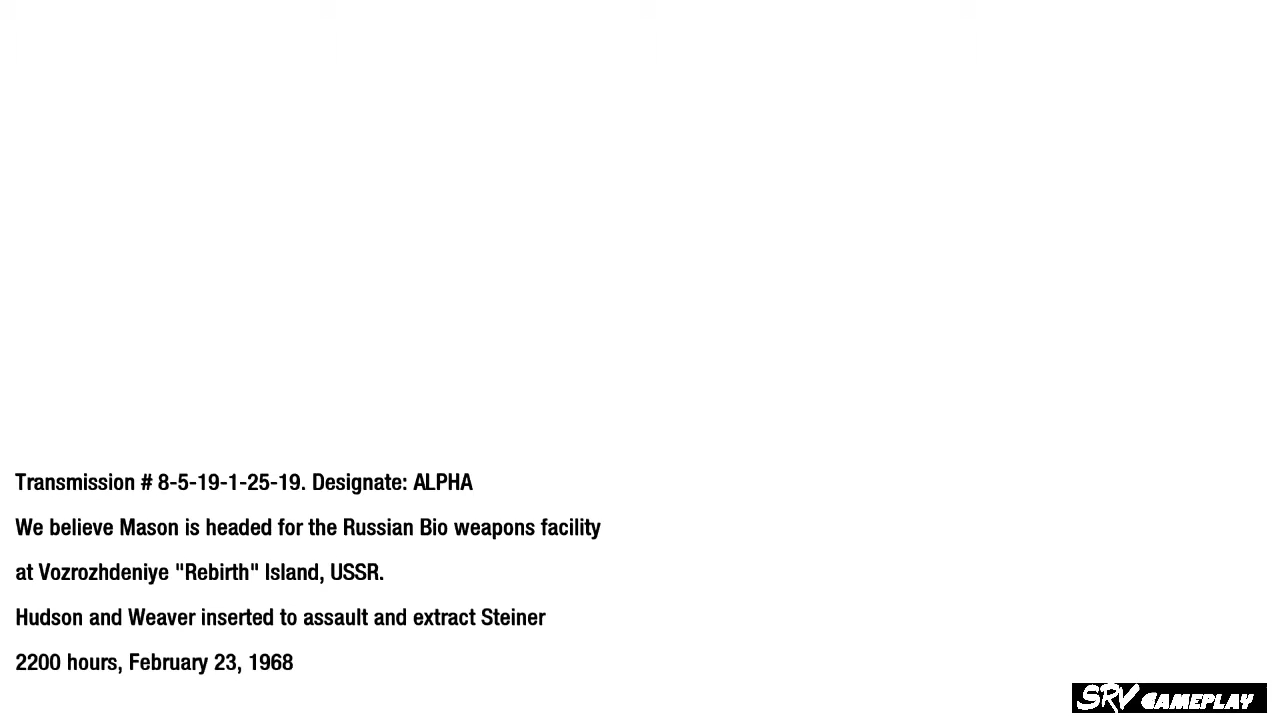 Transmission # 8-5-19-1-25-19. Designate: ALPHA
We believe Mason is headed for the Russian Bio weapons facility
at Vozrozhdeniye "Rebirth" Island, USSR.
Hudson and Weaver inserted to assault and extract Steiner
2200 hours, February 23, 1968
SRV GAMEPLAY